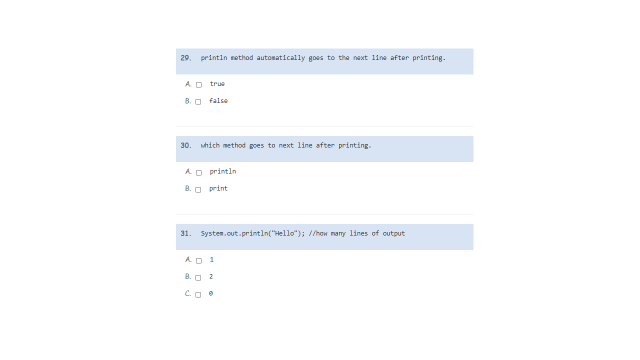 29. println method automatically goes to the next line after printing.
A. true
B. false
30. which method goes to next line after printing.
A. println
B. print
31. System.out.println("Hello"); //how many lines of output
A. 1
B. 2
C. 0